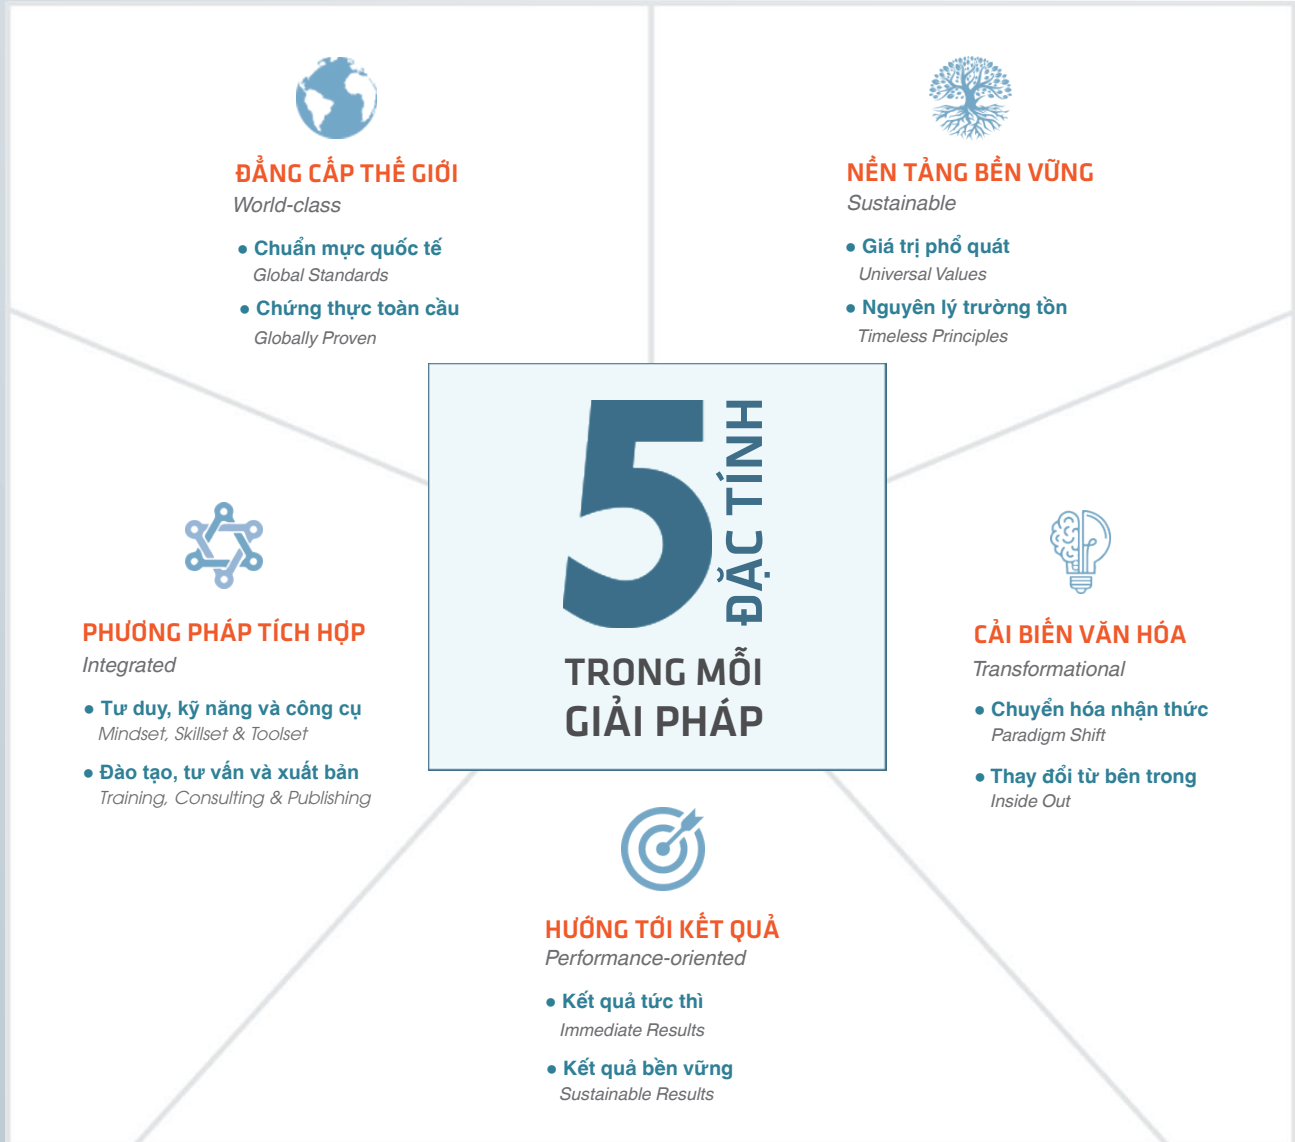 ĐẲNG CẤP THẾ GIỚI
World-class
● Chuẩn mực quốc tế
Global Standards
● Chứng thực toàn cầu
Globally Proven
NỀN TẢNG BỀN VỮNG
Sustainable
● Giá trị phổ quát
Universal Values
● Nguyên lý trường tồn
Timeless Principles
5 ĐẶC TÍNH
TRONG MỖI
GIẢI PHÁP
PHƯƠNG PHÁP TÍCH HỢP
Integrated
● Tư duy, kỹ năng và công cụ
Mindset, Skillset & Toolset
● Đào tạo, tư vấn và xuất bản
Training, Consulting & Publishing
CẢI BIẾN VĂN HÓA
Transformational
● Chuyển hóa nhận thức
Paradigm Shift
● Thay đổi từ bên trong
Inside Out
HƯỚNG TỚI KẾT QUẢ
Performance-oriented
● Kết quả tức thì
Immediate Results
● Kết quả bền vững
Sustainable Results